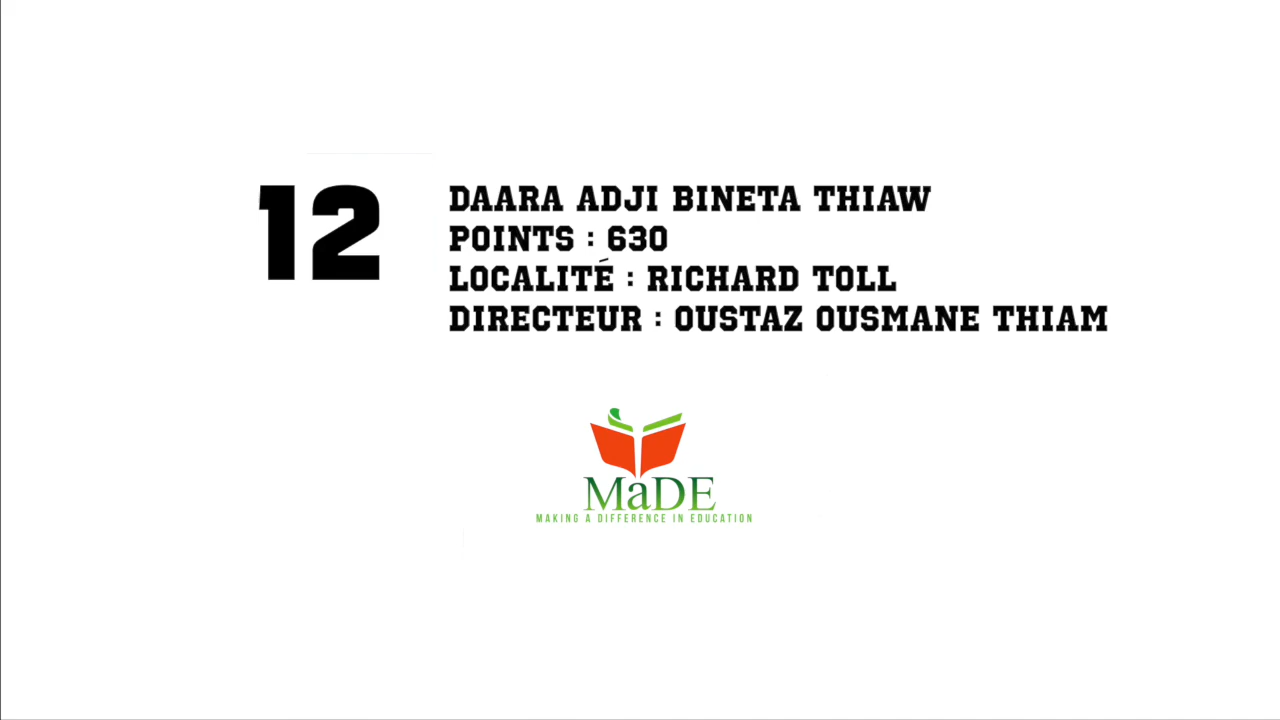 12
DAARA ADJI BINETA THIAW
POINTS : 630
LOCALITÉ : RICHARD TOLL
DIRECTEUR : OUSTAZ OUSMANE THIAM
MaDE
MAKING A DIFFERENCE IN EDUCATION